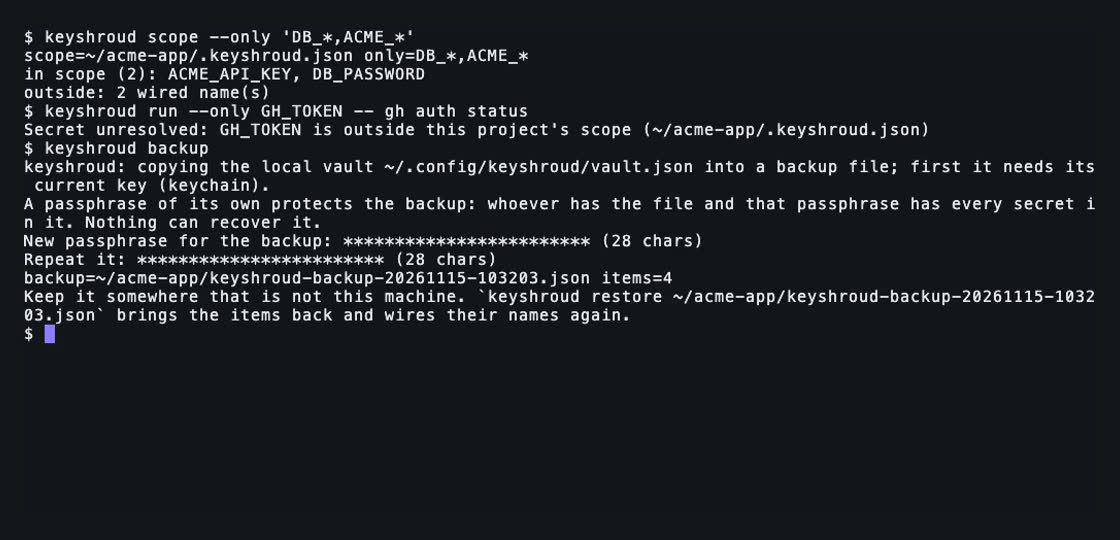 $ keyshroud scope --only 'DB_*,ACME_*'
scope=~/acme-app/.keyshroud.json only=DB_*,ACME_*
in scope (2): ACME_API_KEY, DB_PASSWORD
outside: 2 wired name(s)
$ keyshroud run --only GH_TOKEN -- gh auth status
Secret unresolved: GH_TOKEN is outside this project's scope (~/acme-app/.keyshroud.json)
$ keyshroud backup
keyshroud: copying the local vault ~/.config/keyshroud/vault.json into a backup file; first it needs its
 current key (keychain).
A passphrase of its own protects the backup: whoever has the file and that passphrase has every secret i
n it. Nothing can recover it.
New passphrase for the backup: ************************ (28 chars)
Repeat it: ************************ (28 chars)
backup=~/acme-app/keyshroud-backup-20261115-103203.json items=4
Keep it somewhere that is not this machine. `keyshroud restore ~/acme-app/keyshroud-backup-20261115-1032
03.json` brings the items back and wires their names again.
$